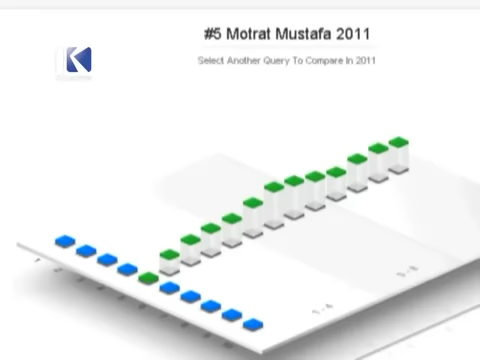 #5 Motrat Mustafa 2011
Select Another Query To Compare In 2011